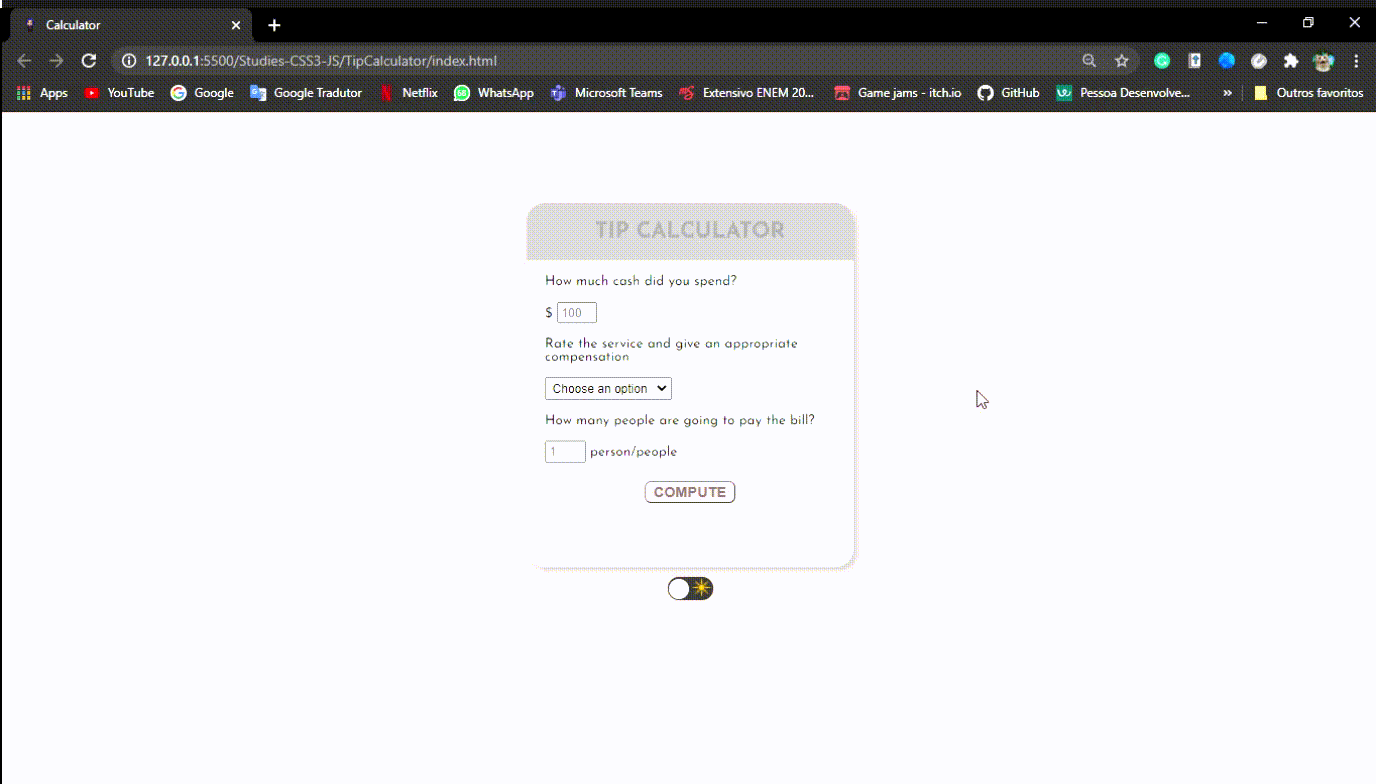 Calculator
127.0.0.1:5500/Studies-CSS3-JS/TipCalculator/index.html
Apps YouTube Google Google Tradutor Netflix WhatsApp Microsoft Teams Extensivo ENEM 20... Game jams - itch.io GitHub Pessoa Desenvolve... » Outros favoritos
TIP CALCULATOR
How much cash did you spend?
$ 100
Rate the service and give an appropriate
compensation
Choose an option
How many people are going to pay the bill?
1 person/people
COMPUTE